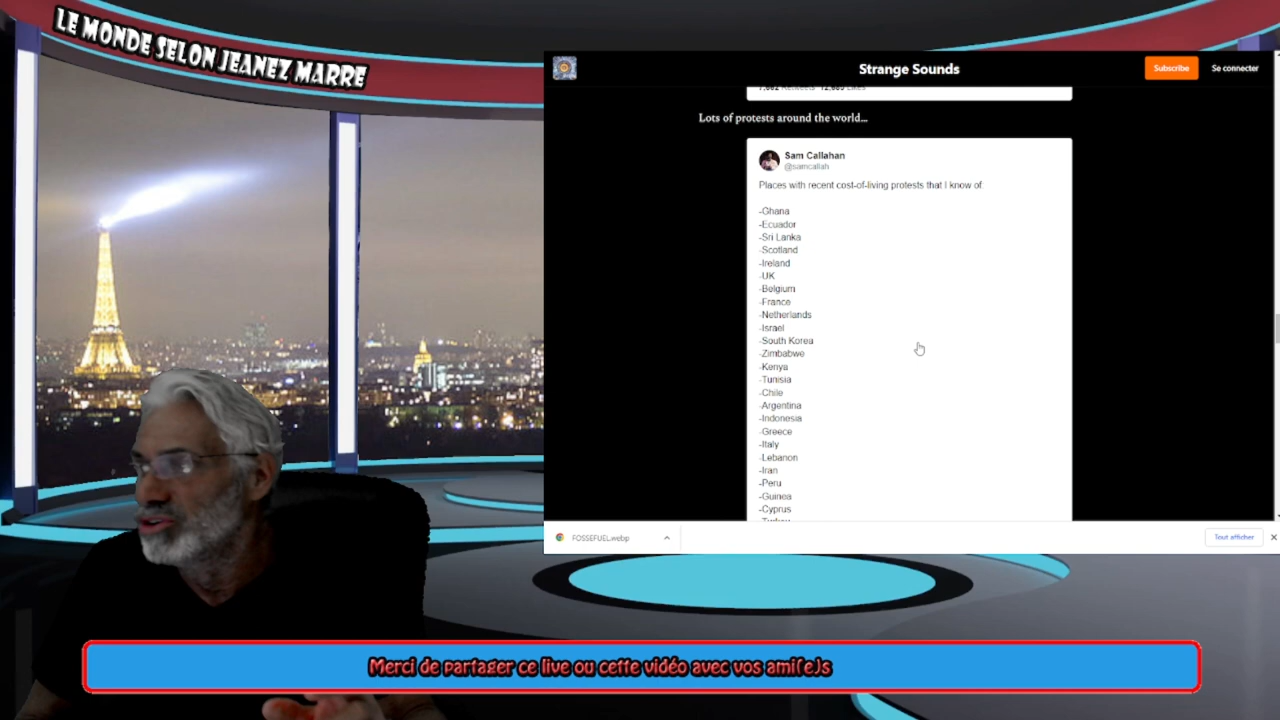 LE MONDE SELON JEANEZ MARRE
Strange Sounds
Subscribe
Se connecter
Lots of protests around the world...
Sam Callahan
@samcallah
Places with recent cost-of-living protests that I know of
-Ghana
-Ecuador
-Sri Lanka
-Scotland
-Ireland
-UK
-Belgium
-France
-Netherlands
-Israel
-South Korea
-Zimbabwe
-Kenya
-Tunisia
-Chile
-Argentina
-Indonesia
-Greece
-Italy
-Lebanon
-Iran
-Peru
-Guinea
-Cyprus
FOSSEFUEL.webp
Tout afficher
Merci de partager ce live ou cette vidéo avec vos ami(e)s